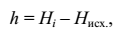 h = Hᵢ – Hисх.,